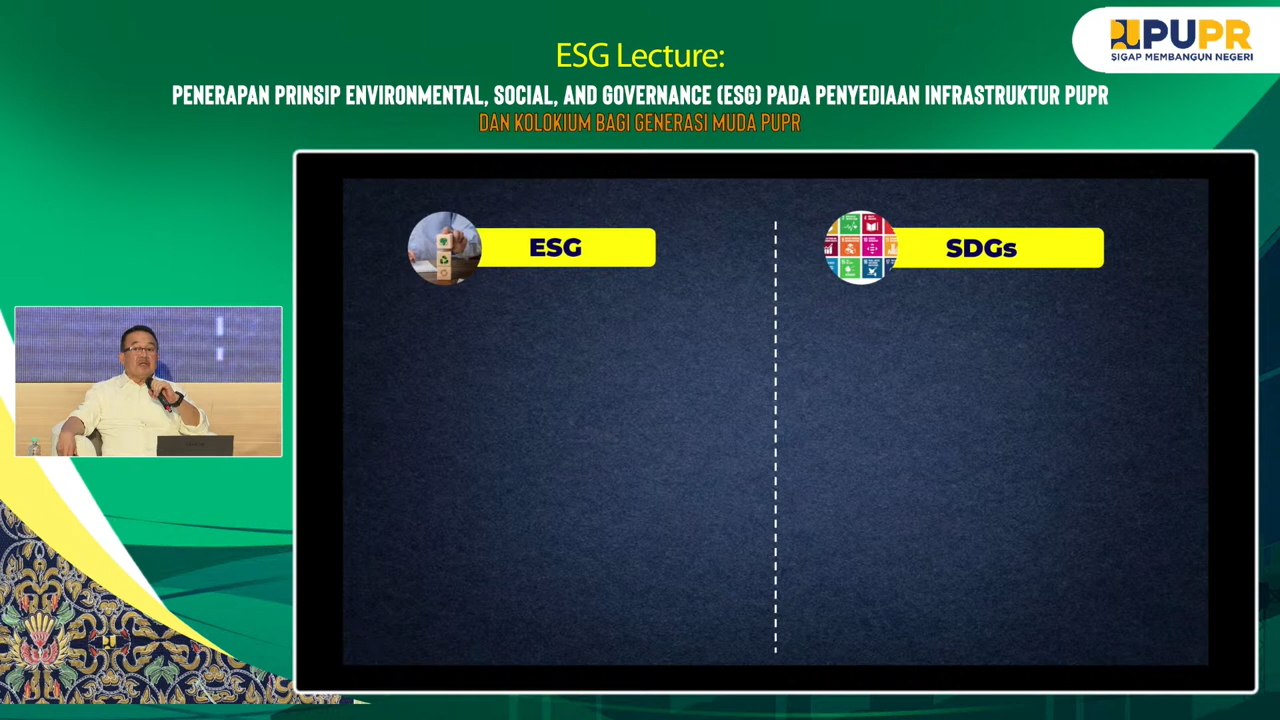 ESG Lecture:
PENERAPAN PRINSIP ENVIRONMENTAL, SOCIAL, AND GOVERNANCE (ESG) PADA PENYEDIAAN INFRASTRUKTUR PUPR
DAN KOLOKIUM BAGI GENERASI MUDA PUPR
PUPR
SIGAP MEMBANGUN NEGERI
ESG
SDGs